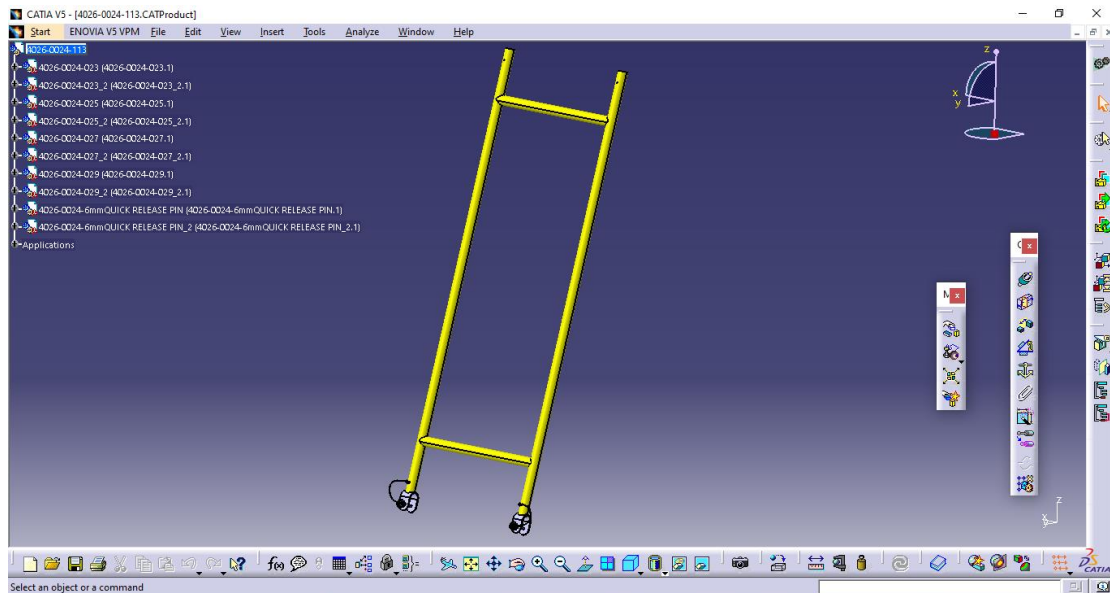 CATIA V5 - [4026-0024-113.CATProduct]
Start ENOVIA V5 VPM File Edit View Insert Tools Analyze Window Help
4026-0024-113
4026-0024-023 (4026-0024-023.1)
4026-0024-023_2 (4026-0024-023_2.1)
4026-0024-025 (4026-0024-025.1)
4026-0024-025_2 (4026-0024-025_2.1)
4026-0024-027 (4026-0024-027.1)
4026-0024-027_2 (4026-0024-027_2.1)
4026-0024-029 (4026-0024-029.1)
4026-0024-029_2 (4026-0024-029_2.1)
4026-0024-6mmQUICK RELEASE PIN (4026-0024-6mmQUICK RELEASE PIN.1)
4026-0024-6mmQUICK RELEASE PIN_2 (4026-0024-6mmQUICK RELEASE PIN_2.1)
Applications
z
x
y
z
x
f(x)
CATIA
Select an object or a command